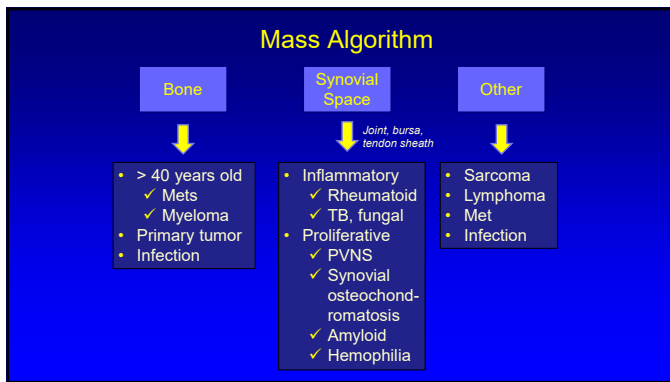 Mass Algorithm
Bone
Synovial
Space
Other
Joint, bursa,
tendon sheath
• > 40 years old
✓ Mets
✓ Myeloma
• Primary tumor
• Infection
• Inflammatory
✓ Rheumatoid
✓ TB, fungal
• Proliferative
✓ PVNS
✓ Synovial
osteochond-
romatosis
✓ Amyloid
✓ Hemophilia
• Sarcoma
• Lymphoma
• Met
• Infection